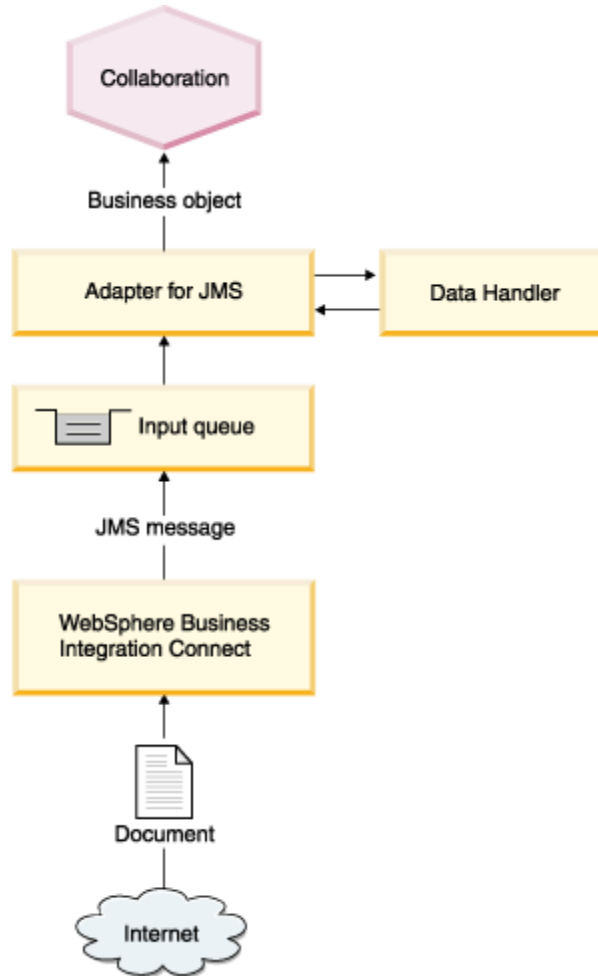 Collaboration
Business object
Adapter for JMS
Data Handler
Input queue
JMS message
WebSphere Business
Integration Connect
Document
Internet